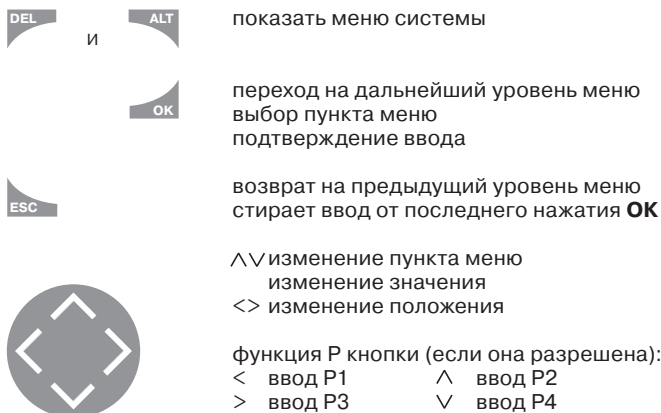 DEL и ALT показать меню системы
переход на дальнейший уровень меню
OK выбор пункта меню
подтверждение ввода
возврат на предыдущий уровень меню
ESC стирает ввод от последнего нажатия OK
∧∨ изменение пункта меню
изменение значения
<> изменение положения
функция P кнопки (если она разрешена):
< ввод P1 ∧ ввод P2
> ввод P3 ∨ ввод P4